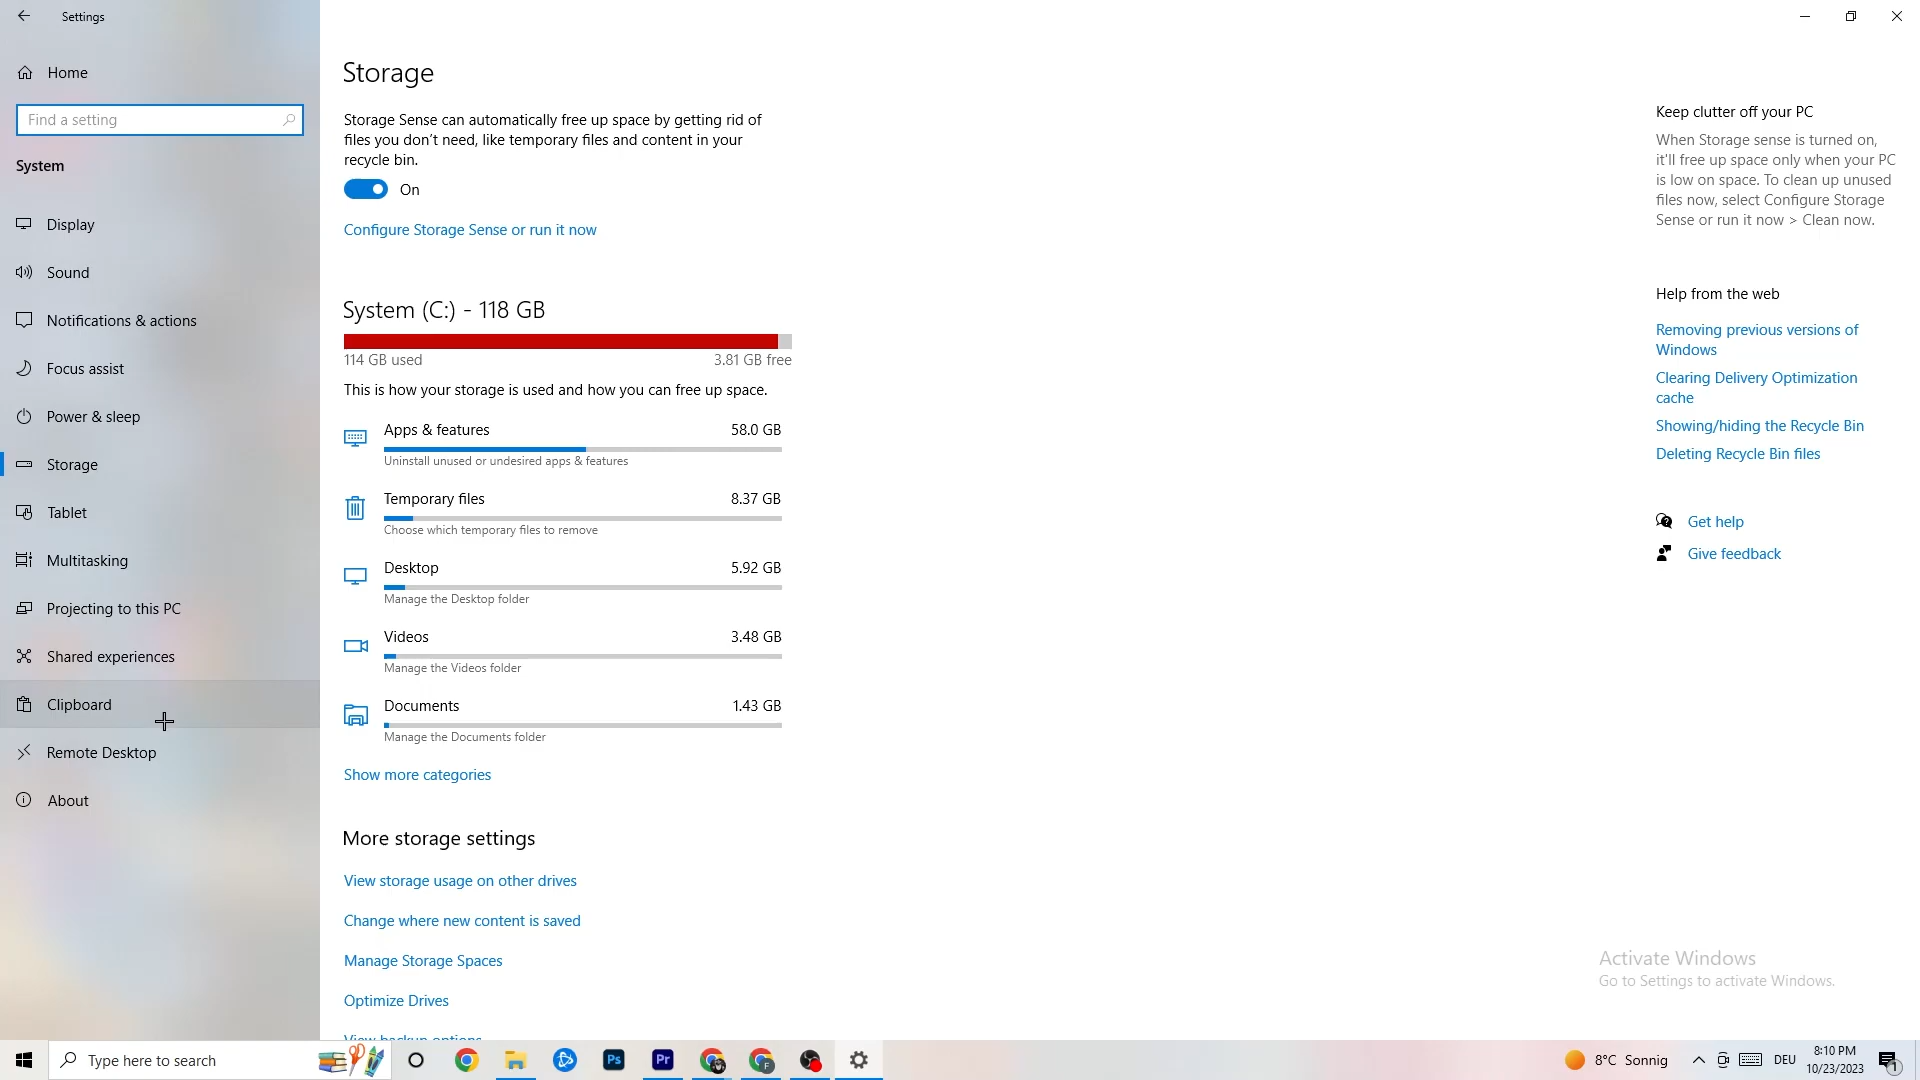 Settings
Home
Find a setting
System
Display
Sound
Notifications & actions
Focus assist
Power & sleep
Storage
Tablet
Multitasking
Projecting to this PC
Shared experiences
Clipboard
Remote Desktop
About
Storage
Storage Sense can automatically free up space by getting rid of
files you don't need, like temporary files and content in your
recycle bin.
On
Configure Storage Sense or run it now
System (C:) - 118 GB
114 GB used
3.81 GB free
This is how your storage is used and how you can free up space.
Apps & features
58.0 GB
Uninstall unused or undesired apps & features
Temporary files
8.37 GB
Choose which temporary files to remove
Desktop
5.92 GB
Manage the Desktop folder
Videos
3.48 GB
Manage the Videos folder
Documents
1.43 GB
Manage the Documents folder
Show more categories
More storage settings
View storage usage on other drives
Change where new content is saved
Manage Storage Spaces
Optimize Drives
View backup options
Keep clutter off your PC
When Storage sense is turned on,
it'll free up space only when your PC
is low on space. To clean up unused
files now, select Configure Storage
Sense or run it now > Clean now.
Help from the web
Removing previous versions of
Windows
Clearing Delivery Optimization
cache
Showing/hiding the Recycle Bin
Deleting Recycle Bin files
Get help
Give feedback
Activate Windows
Go to Settings to activate Windows.
Type here to search
Ps
Pr
F
8°C Sonnig
DEU
8:10 PM
10/23/2023
1